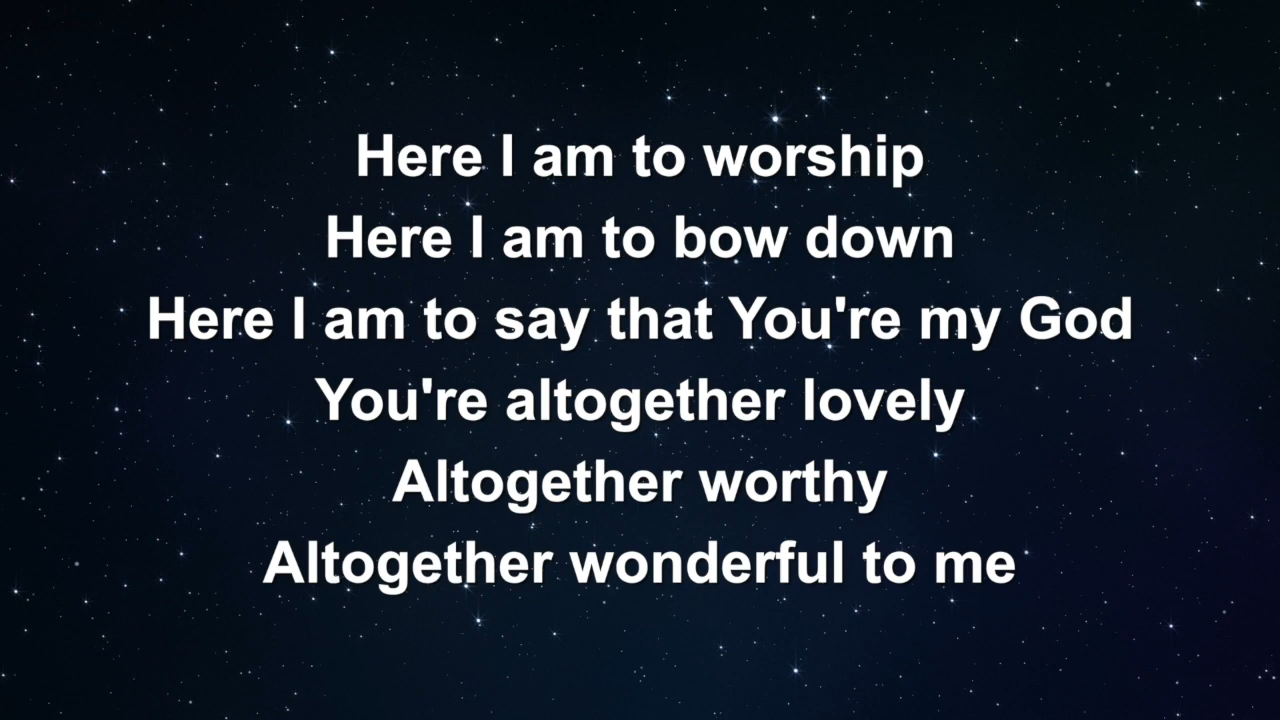 Here I am to worship
Here I am to bow down
Here I am to say that You're my God
You're altogether lovely
Altogether worthy
Altogether wonderful to me